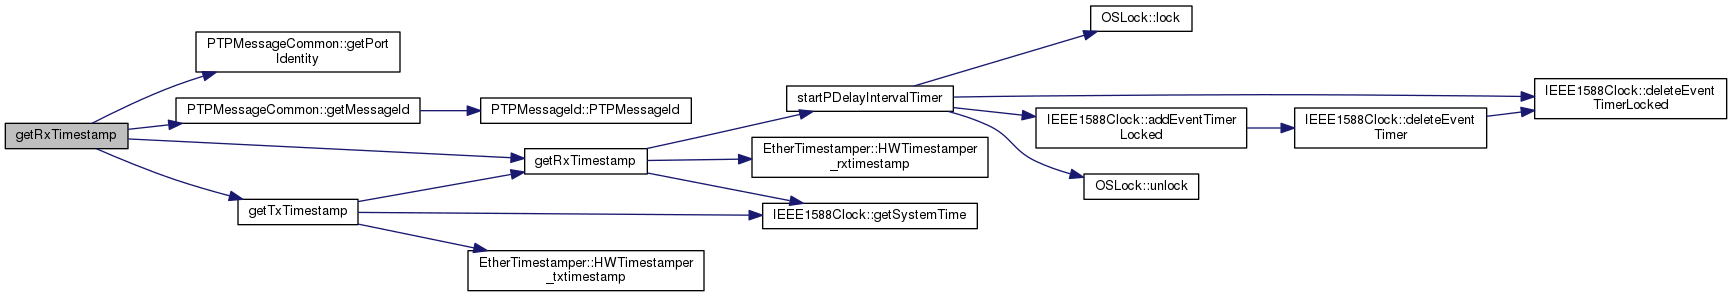 OSLock::lock
PTPMessageCommon::getPort
Identity
startPDelayIntervalTimer
IEEE1588Clock::deleteEvent
TimerLocked
PTPMessageCommon::getMessageId
PTPMessageId::PTPMessageId
IEEE1588Clock::addEventTimer
Locked
IEEE1588Clock::deleteEvent
Timer
getRxTimestamp
getRxTimestamp
EtherTimestamper::HWTimestamper
_rxtimestamp
OSLock::unlock
getTxTimestamp
IEEE1588Clock::getSystemTime
EtherTimestamper::HWTimestamper
_txtimestamp